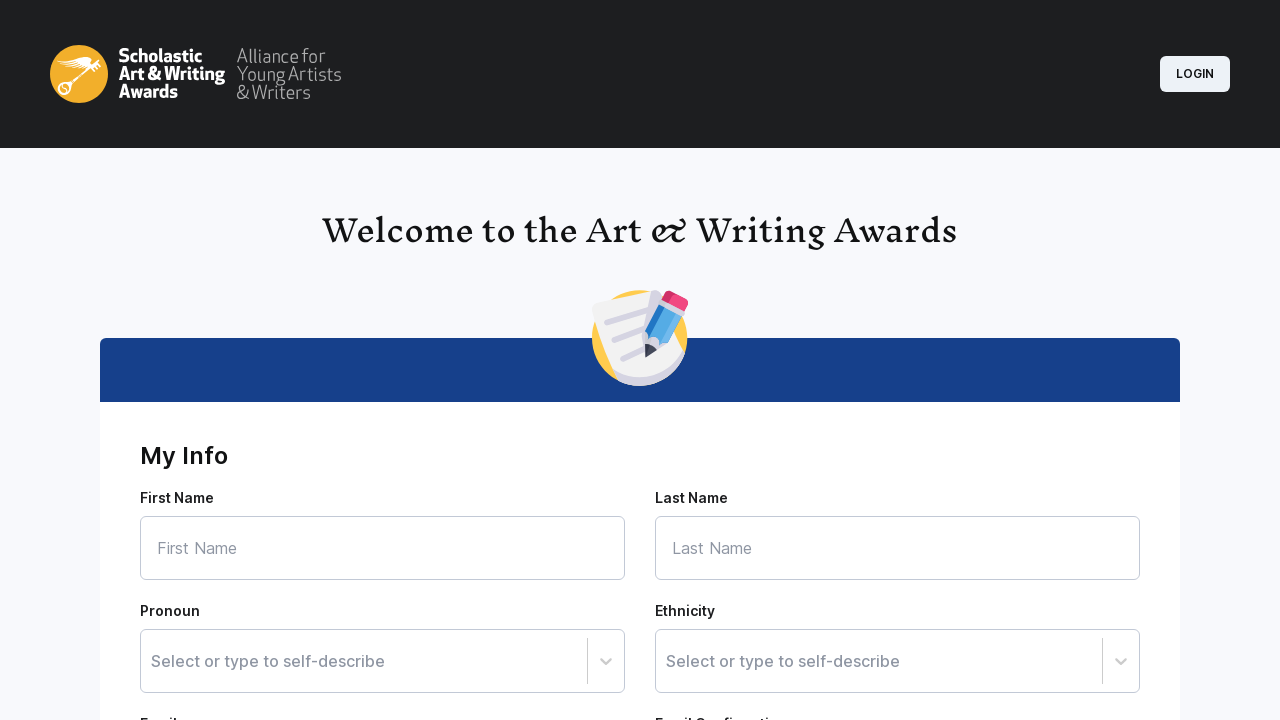 Scholastic
Art & Writing
Awards
Alliance for
Young Artists
& Writers
LOGIN
Welcome to the Art & Writing Awards
My Info
First Name
Last Name
First Name
Last Name
Pronoun
Ethnicity
Select or type to self-describe
Select or type to self-describe